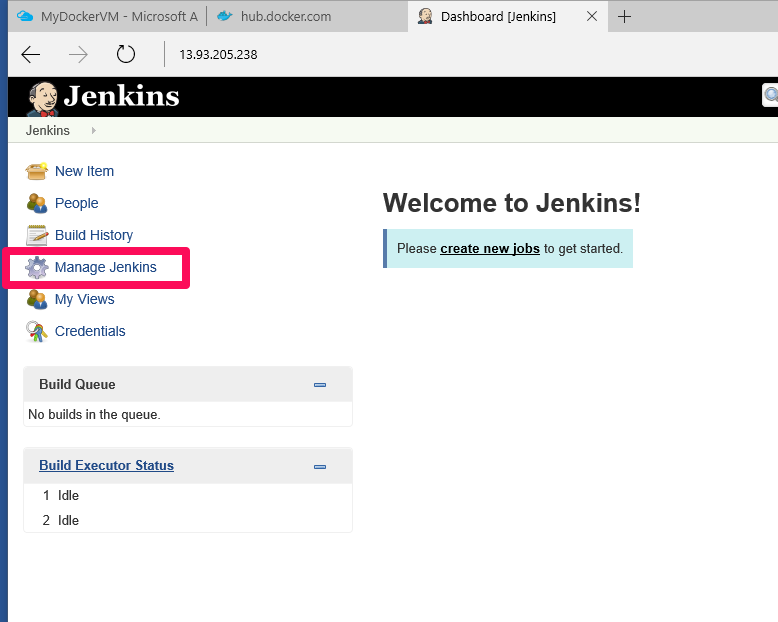 MyDockerVM - Microsoft A
hub.docker.com
Dashboard [Jenkins]
13.93.205.238
Jenkins
Jenkins
New Item
People
Build History
Manage Jenkins
My Views
Credentials
Welcome to Jenkins!
Please create new jobs to get started.
Build Queue
No builds in the queue.
Build Executor Status
1 Idle
2 Idle